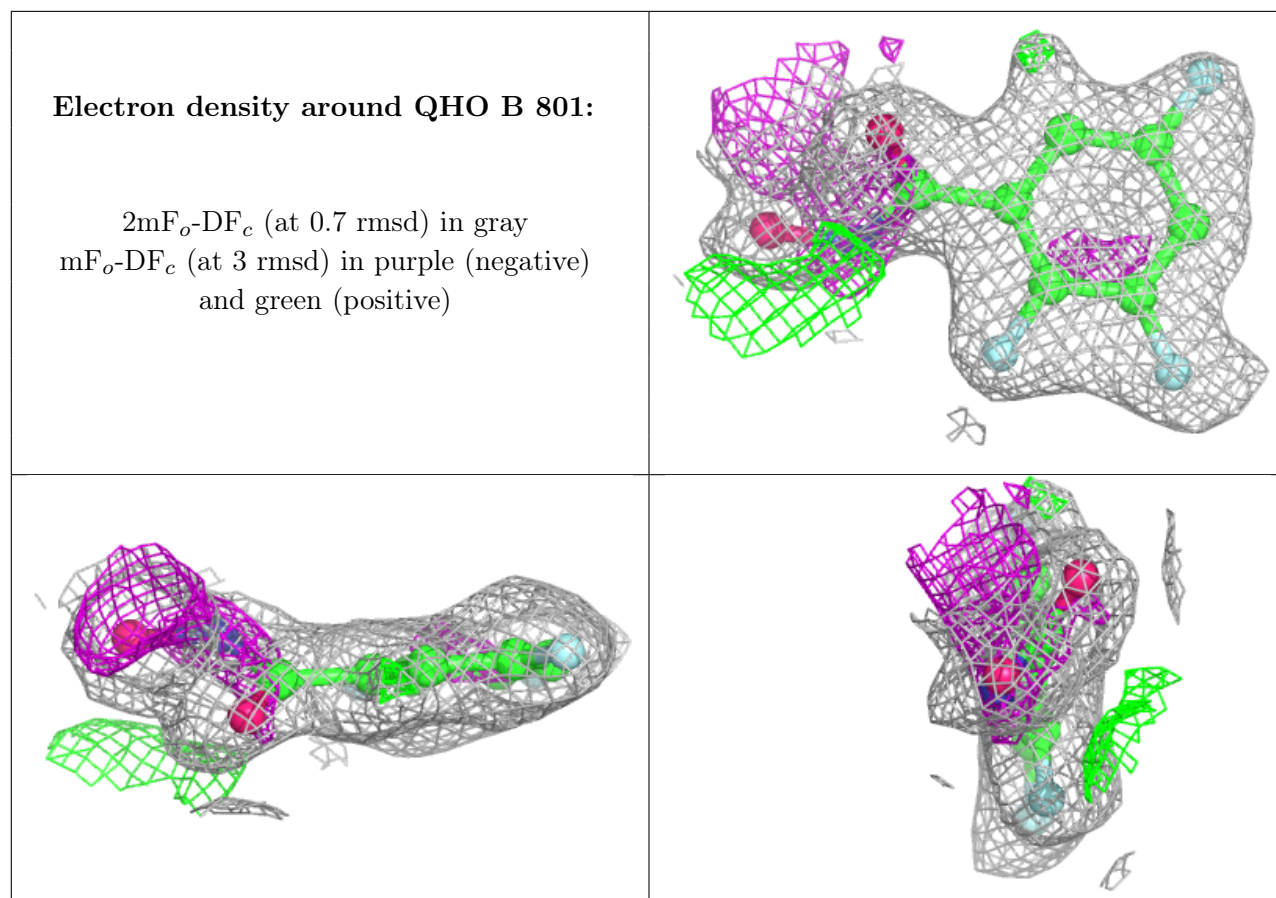 Electron density around QHO B 801:
2mFo-DFc (at 0.7 rmsd) in gray
mFo-DFc (at 3 rmsd) in purple (negative)
and green (positive)